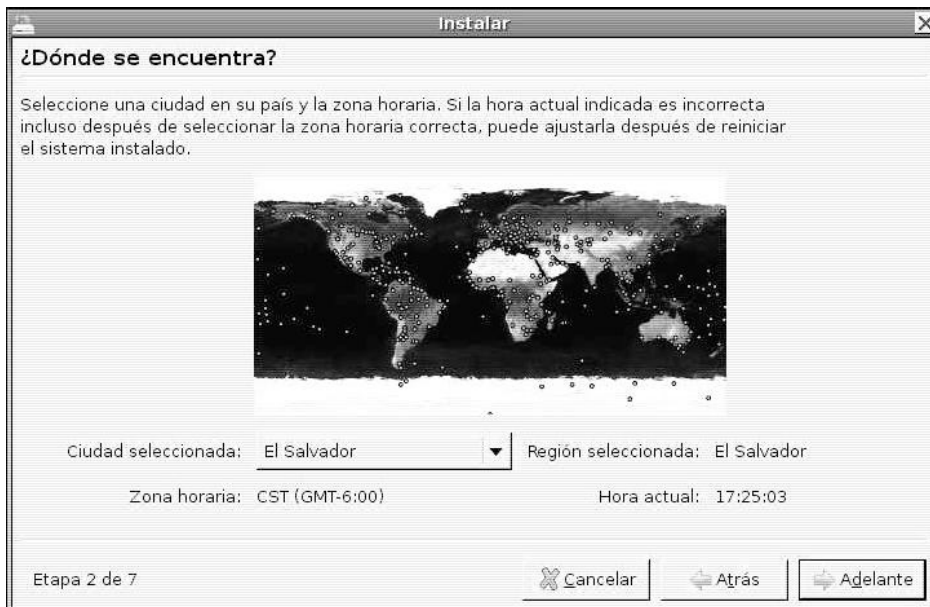 Instalar
¿Dónde se encuentra?
Seleccione una ciudad en su país y la zona horaria. Si la hora actual indicada es incorrecta
incluso después de seleccionar la zona horaria correcta, puede ajustarla después de reiniciar
el sistema instalado.
Ciudad seleccionada: El Salvador Región seleccionada: El Salvador
Zona horaria: CST (GMT-6:00) Hora actual: 17:25:03
Etapa 2 de 7 Cancelar Atrás Adelante